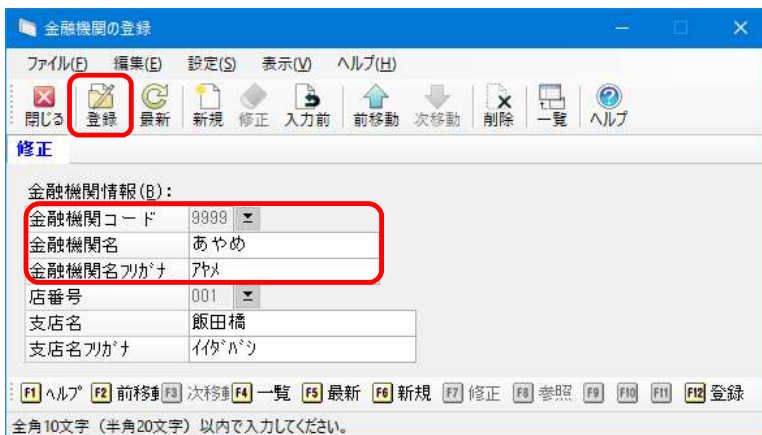 金融機関の登録
ファイル(F) 編集(E) 設定(S) 表示(V) ヘルプ(H)
閉じる 登録 最新 新規 修正 入力前 前移動 次移動 削除 一覧 ヘルプ
修正
金融機関情報(B):
金融機関コード 9999
金融機関名 あやめ
金融機関名フリガナ アヤメ
店番号 001
支店名 飯田橋
支店名フリガナ イイダバシ
F1 ヘルプ F2 前移動 F3 次移動 F4 一覧 F5 最新 F6 新規 F7 修正 F8 参照 F9 F10 F11 F12 登録
全角10文字(半角20文字)以内で入力してください。